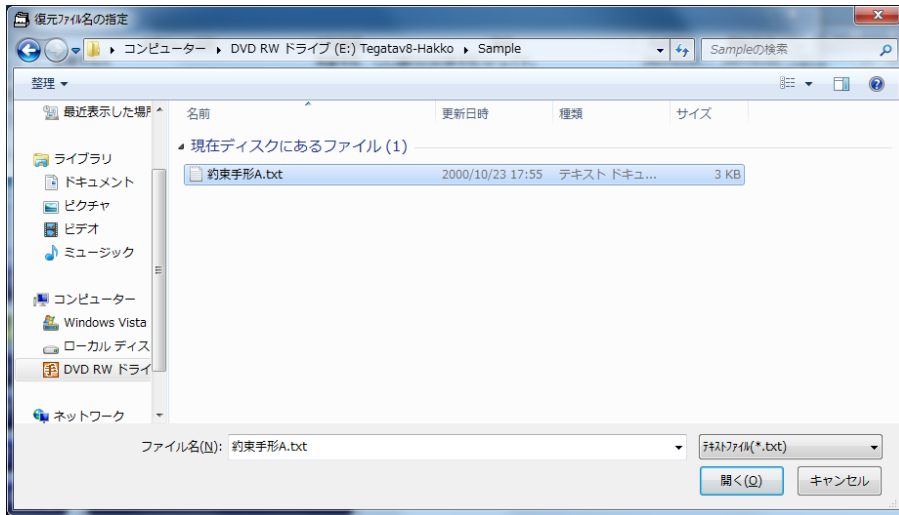 復元ﾌｧｲﾙ名の指定
コンピューター DVD RW ドライブ (E:) Tegatav8-Hakko Sample
Sampleの検索
整理
最近表示した場所
名前 更新日時 種類 サイズ
現在ディスクにあるファイル (1)
約束手形A.txt 2000/10/23 17:55 テキスト ドキュ... 3 KB
ライブラリ
ドキュメント
ピクチャ
ビデオ
ミュージック
コンピューター
Windows Vista
ローカル ディス
DVD RW ドライ
ネットワーク
ファイル名(N): 約束手形A.txt
ﾃｷｽﾄﾌｧｲﾙ(*.txt)
開く(O) キャンセル